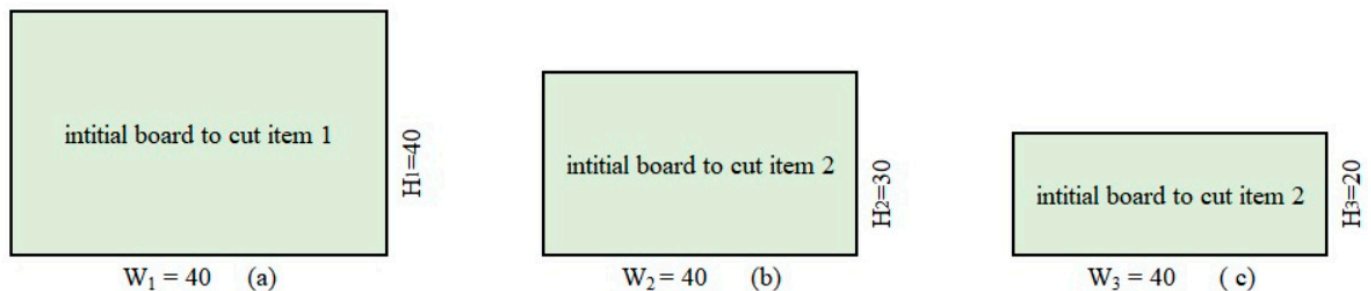 intitial board to cut item 1
H1=40
W1 = 40 (a)
intitial board to cut item 2
H2=30
W2 = 40 (b)
intitial board to cut item 2
H3=20
W3 = 40 ( c)